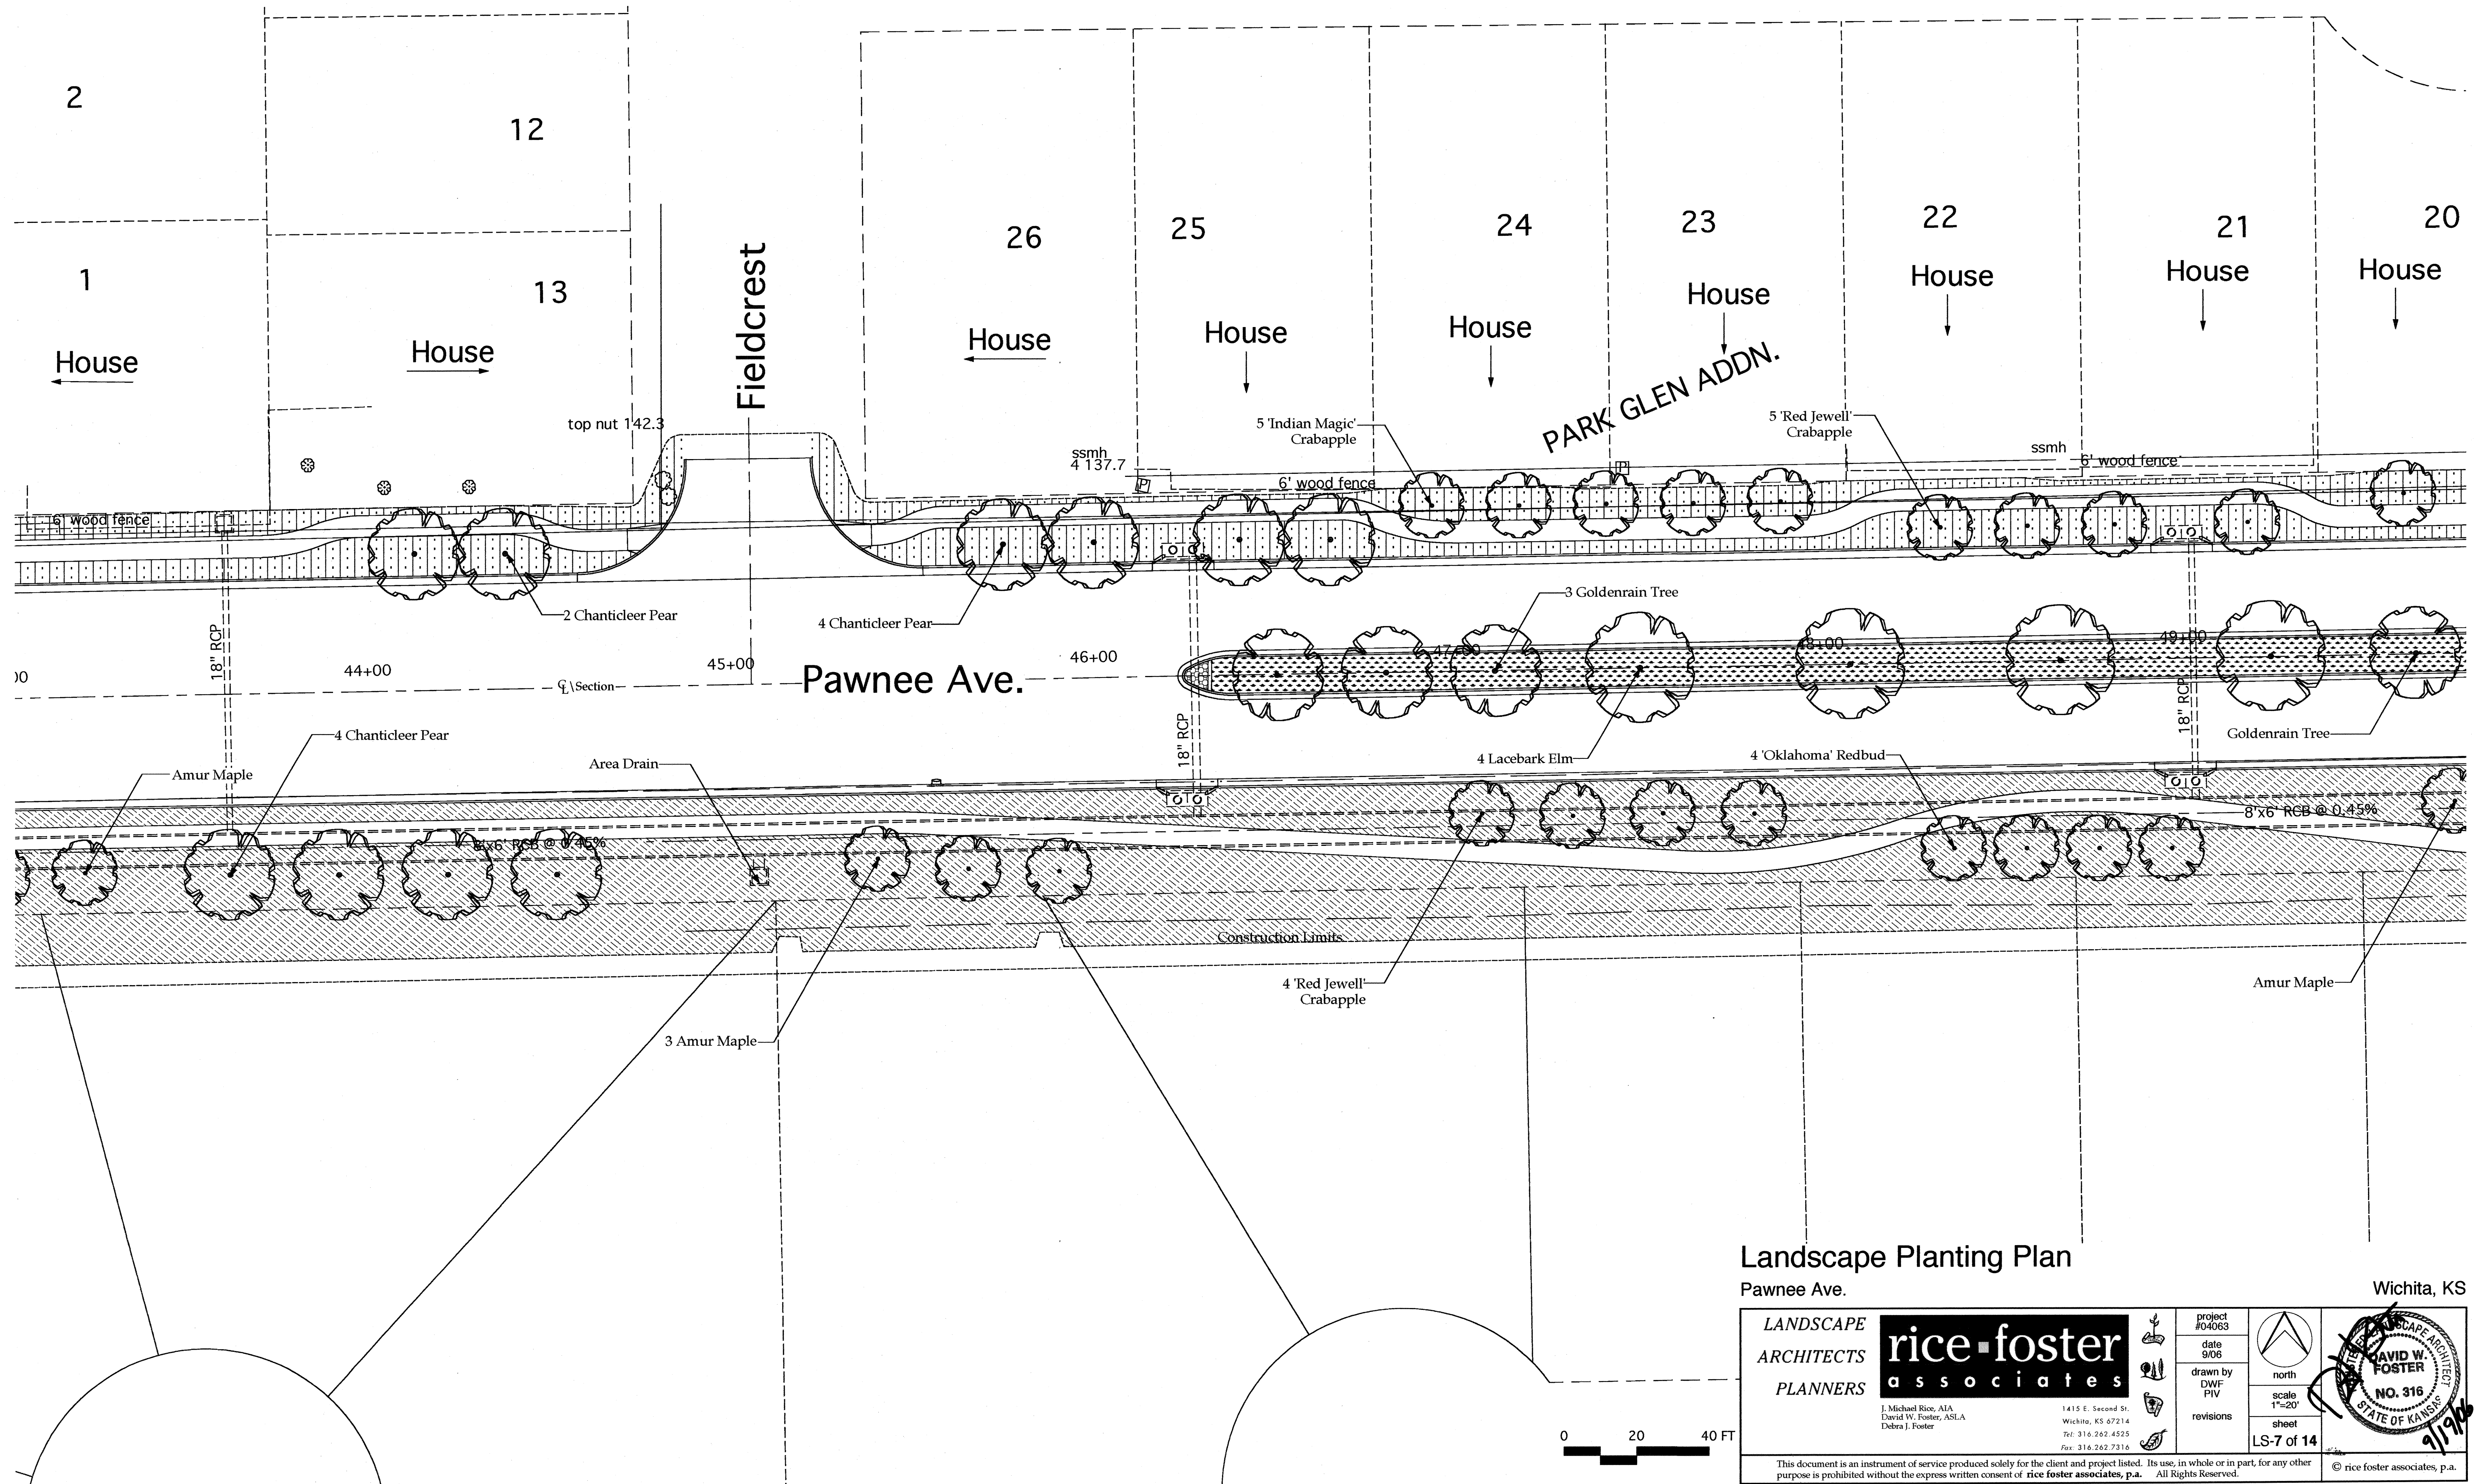 2
12
1
13
26
25
24
23
22
21
20
House
House
House
House
House
House
House
House
House
Fieldcrest
PARK GLEN ADDN.
top nut 142.3
ssmh
4 137.7
5 'Indian Magic'
Crabapple
5 'Red Jewell'
Crabapple
ssmh
6' wood fence
6' wood fence
6' wood fence
P
P
2 Chanticleer Pear
4 Chanticleer Pear
3 Goldenrain Tree
18" RCP
00
44+00
45+00
46+00
47+00
48+00
49+00
℄ \ Section
Pawnee Ave.
18" RCP
18" RCP
4 Chanticleer Pear
Amur Maple
Area Drain
4 Lacebark Elm
4 'Oklahoma' Redbud
Goldenrain Tree
8'x6' RCB @ 0.45%
8'x6' RCB @ 0.45%
Construction Limits
4 'Red Jewell'
Crabapple
Amur Maple
3 Amur Maple
Landscape Planting Plan
Pawnee Ave.
Wichita, KS
LANDSCAPE
ARCHITECTS
PLANNERS
rice foster
associates
J. Michael Rice, AIA
David W. Foster, ASLA
Debra J. Foster
1415 E. Second St.
Wichita, KS 67214
Tel: 316.262.4525
Fax: 316.262.7316
project
#04063
date
9/06
drawn by
DWF
PIV
revisions
north
scale
1"=20'
sheet
LS-7 of 14
LANDSCAPE ARCHITECT
DAVID W.
FOSTER
NO. 316
STATE OF KANSAS
9/19/06
0 20 40 FT
This document is an instrument of service produced solely for the client and project listed. Its use, in whole or in part, for any other
purpose is prohibited without the express written consent of rice foster associates, p.a. All Rights Reserved.
© rice foster associates, p.a.